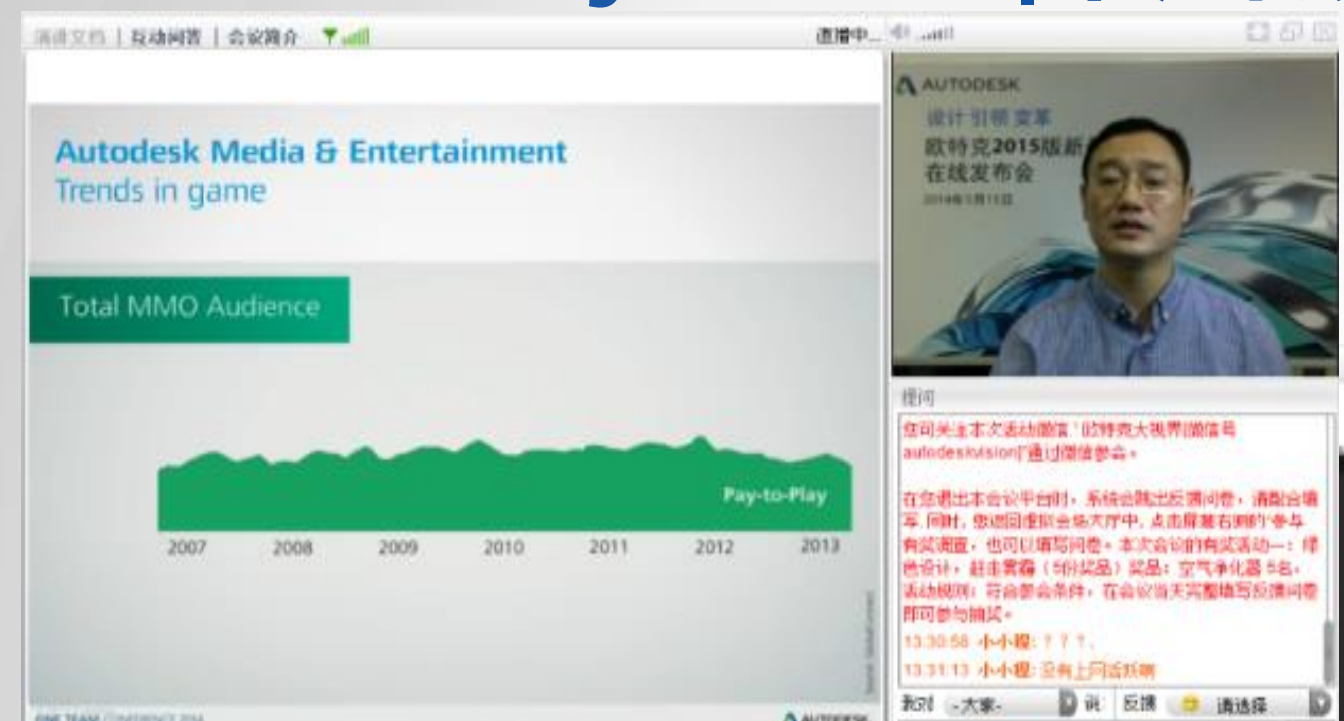 演讲文档 | 互动问答 | 会议简介
直播中...
Autodesk Media & Entertainment
Trends in game
Total MMO Audience
Pay-to-Play
2007 2008 2009 2010 2011 2012 2013
AUTODESK
AUTODESK
设计 引领 变革
欧特克2015版新
在线发布会
提问
您可关注本次活动微信“[欧特克大视界|微信号
autodeskvision]”通过微信参会。
在您退出本会议平台时，系统会跳出反馈问卷，请配合填
写。同时，您返回虚拟会场大厅中，点击屏幕右侧的“参与
有奖调查，也可以填写问卷。本次会议的有奖活动一：绿
色设计，赶走雾霾（5份奖品）奖品：空气净化器 5名，
活动规则：符合参会条件，在会议当天完整填写反馈问卷
即可参与抽奖。
13:30:58 小小程:？？？.
13:31:13 小小程:没有上网活跃啊
我对 -大家- 说 反馈 请选择